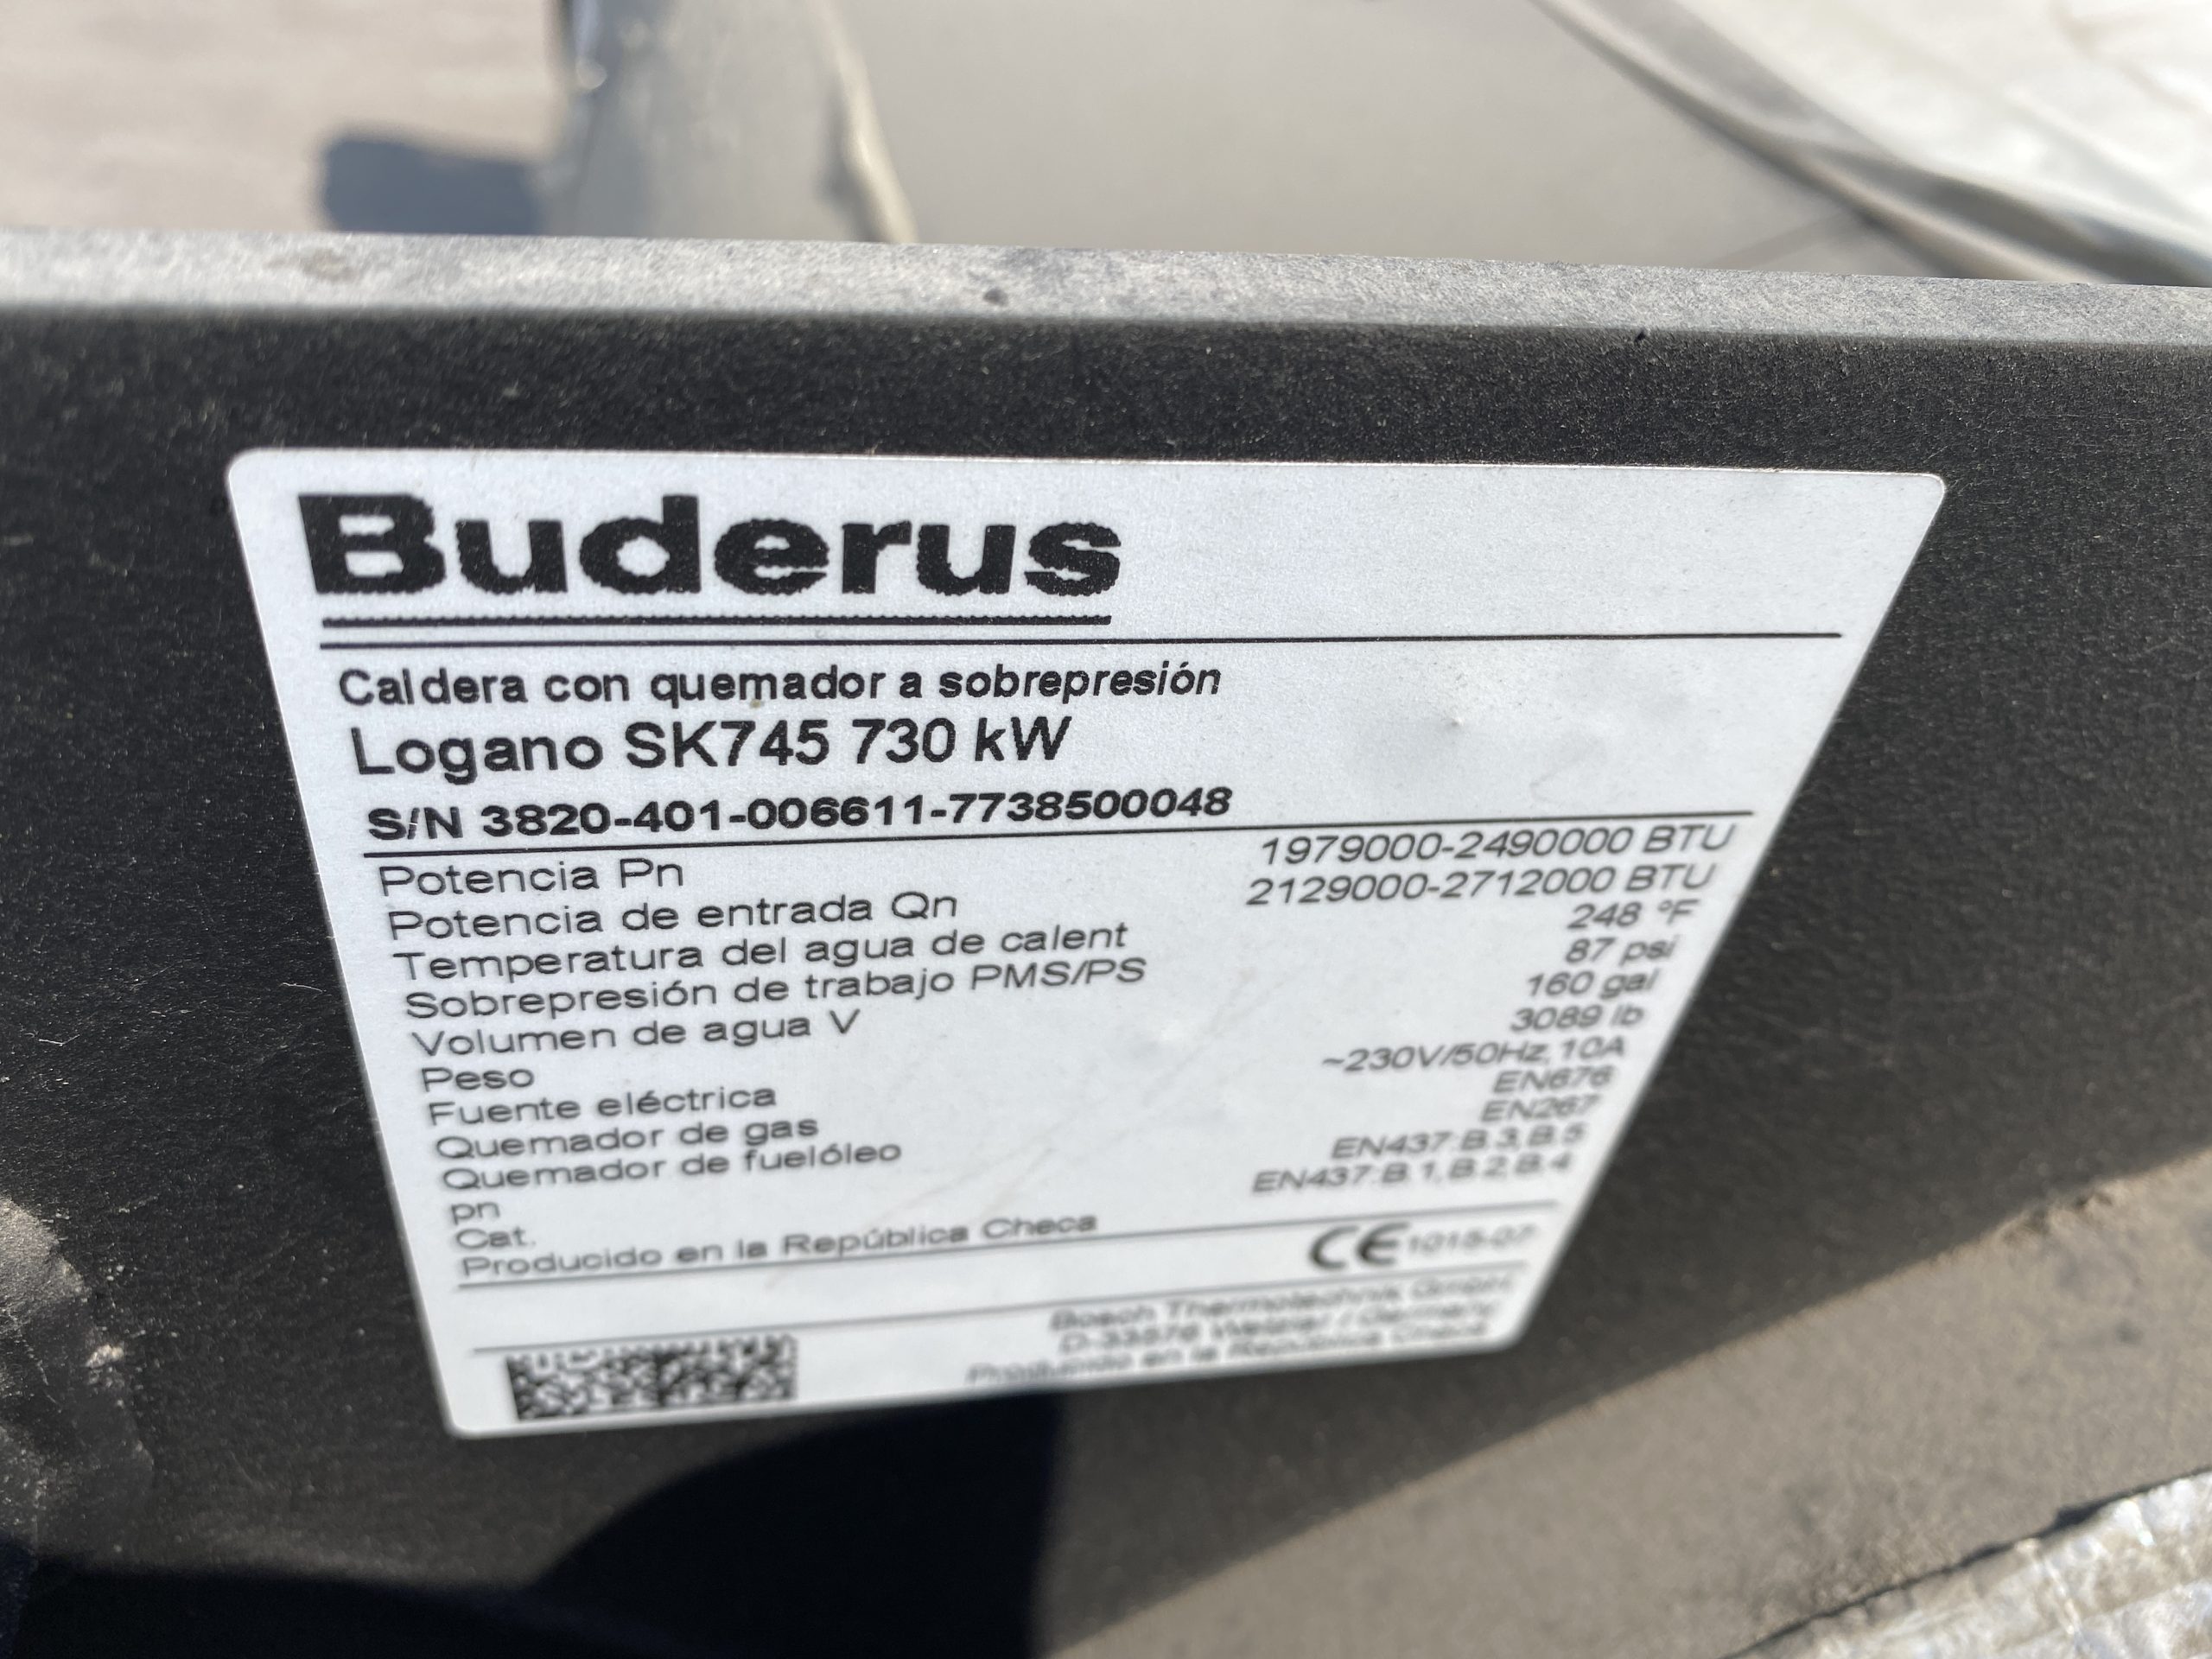 Buderus
Caldera con quemador a sobrepresión
Logano SK745 730 kW
S/N 3820-401-006611-7738500048
Potencia Pn 1979000-2490000 BTU
Potencia de entrada Qn 2129000-2712000 BTU
Temperatura del agua de calent 248 °F
Sobrepresión de trabajo PMS/PS 87 psi
Volumen de agua V 160 gal
Peso 3089 lb
Fuente eléctrica ~230V/50Hz, 10A
Quemador de gas EN676
Quemador de fuelóleo EN267
pn EN437:B.3,B.5
Cat. EN437:B.1,B.2,B.4
Producido en la República Checa
CE 1015-07
Bosch Thermotechnik GmbH
Wetzlar / Germany
Producido en la República Checa